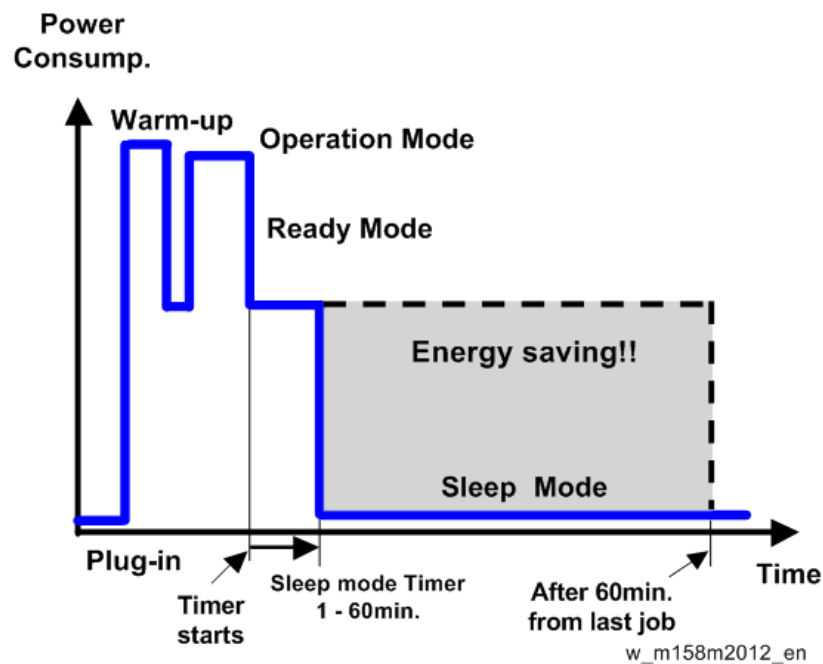 Power
Consump.
Warm-up
Operation Mode
Ready Mode
Energy saving!!
Sleep Mode
Plug-in
Timer
starts
Sleep mode Timer
1 - 60min.
After 60min.
from last job
Time
w_m158m2012_en